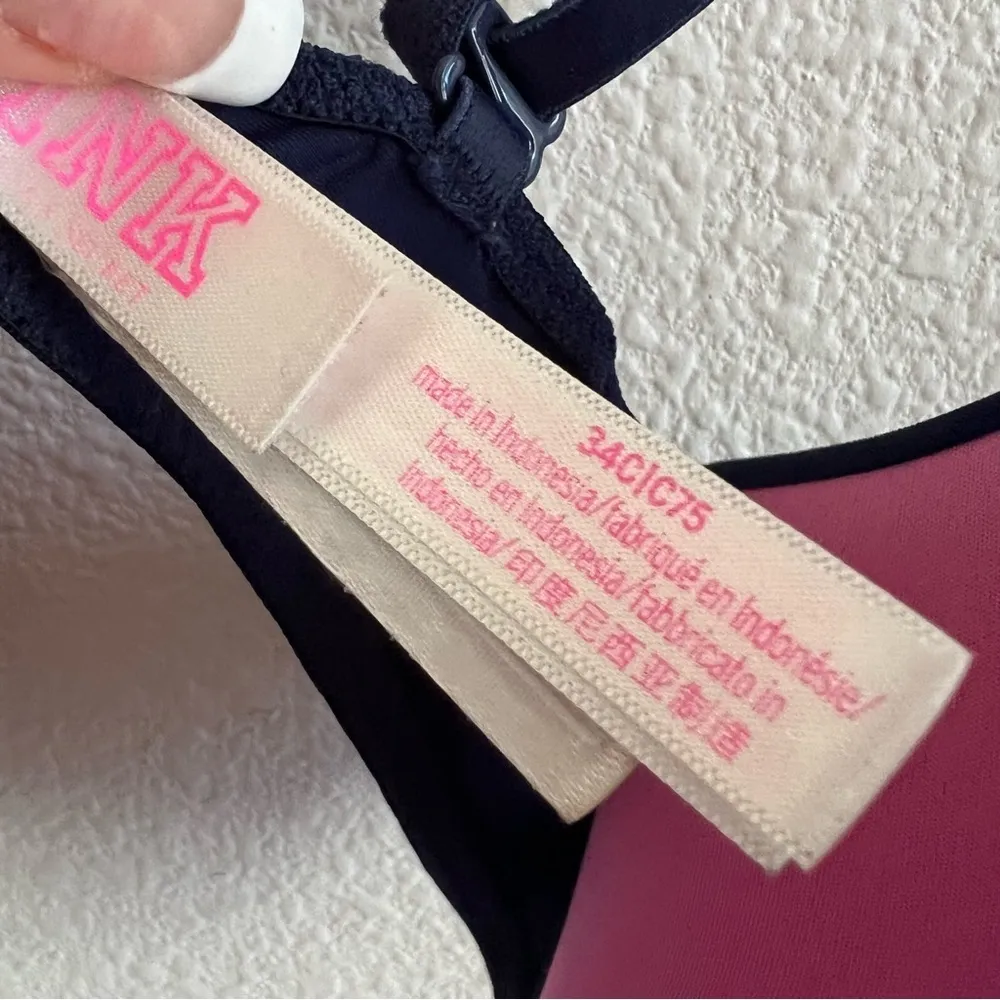 INK
34C|C75
made in Indonesia/fabriqué en Indonésie/
hecho en indonesia/fabbricato in
Indonesia/印度尼西亚制造